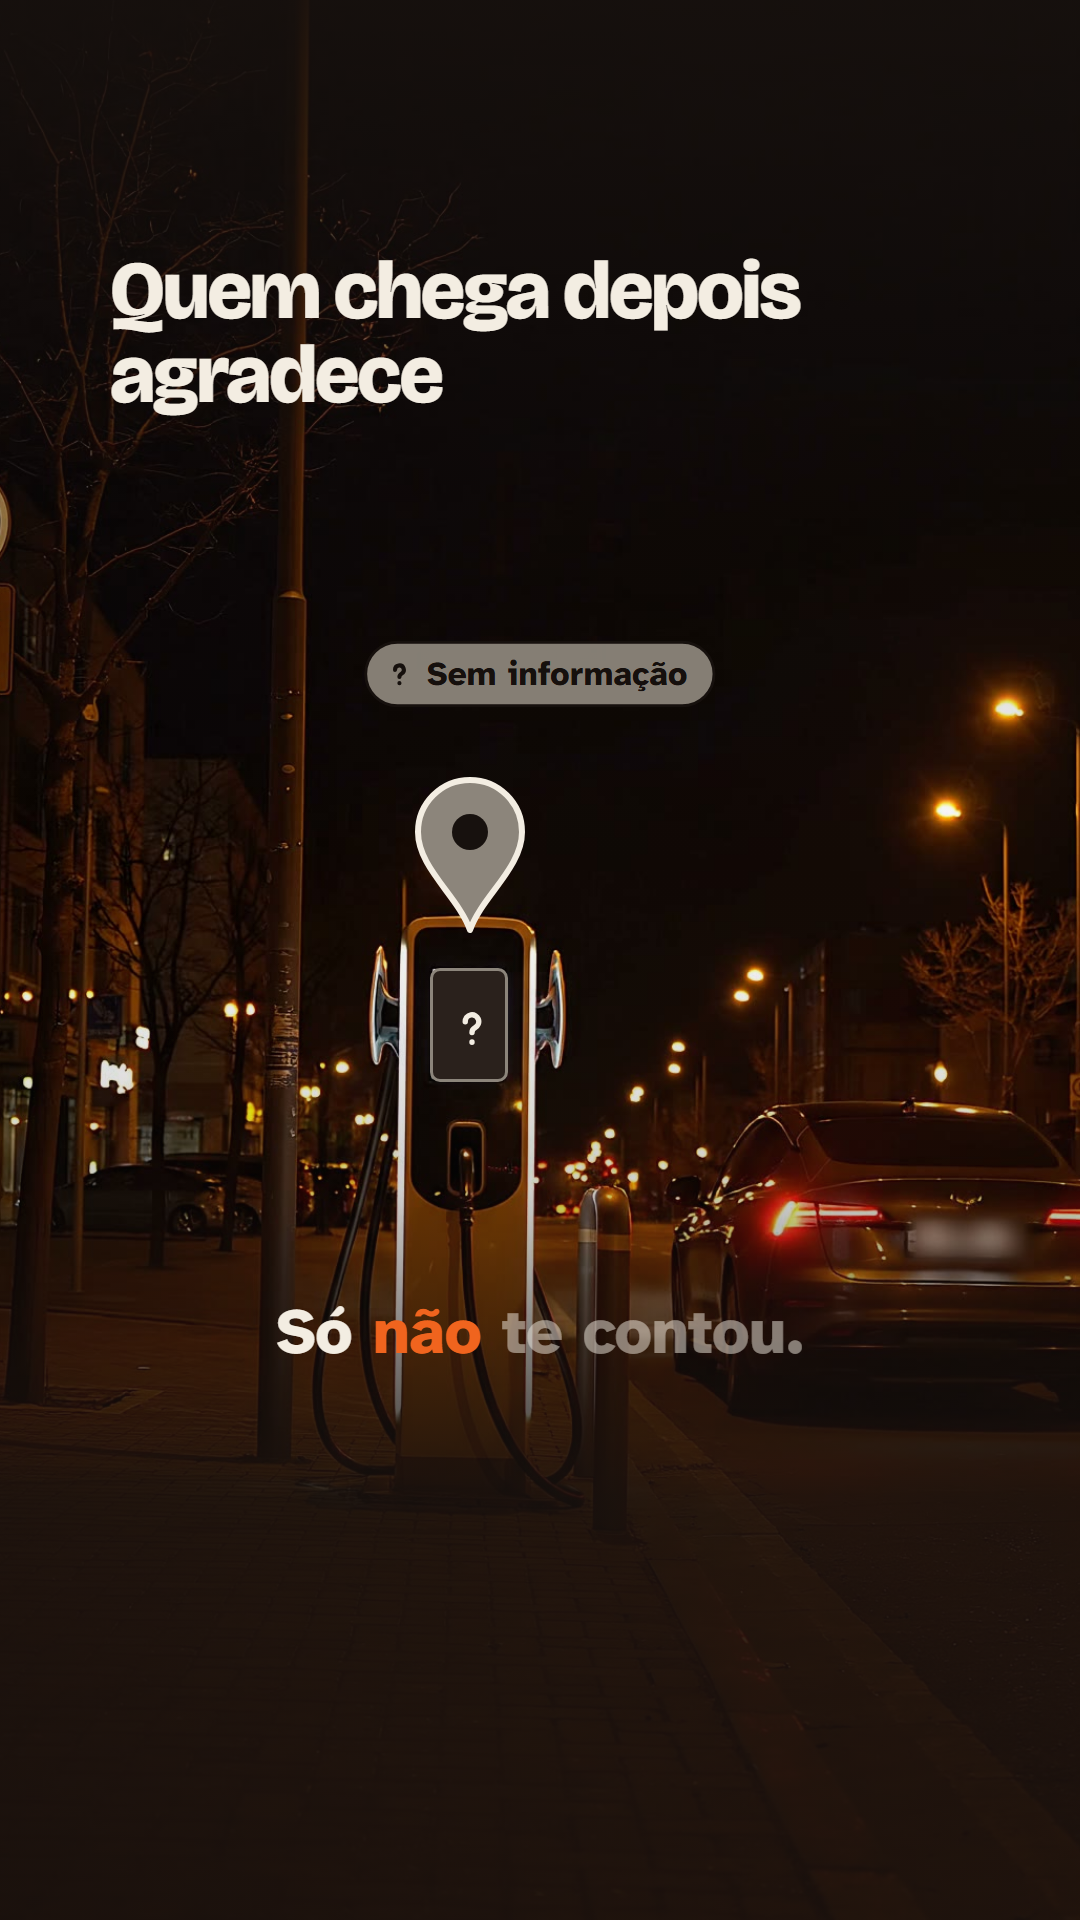 Quem chega depois
agradece
? Sem informação
?
Só não te contou.